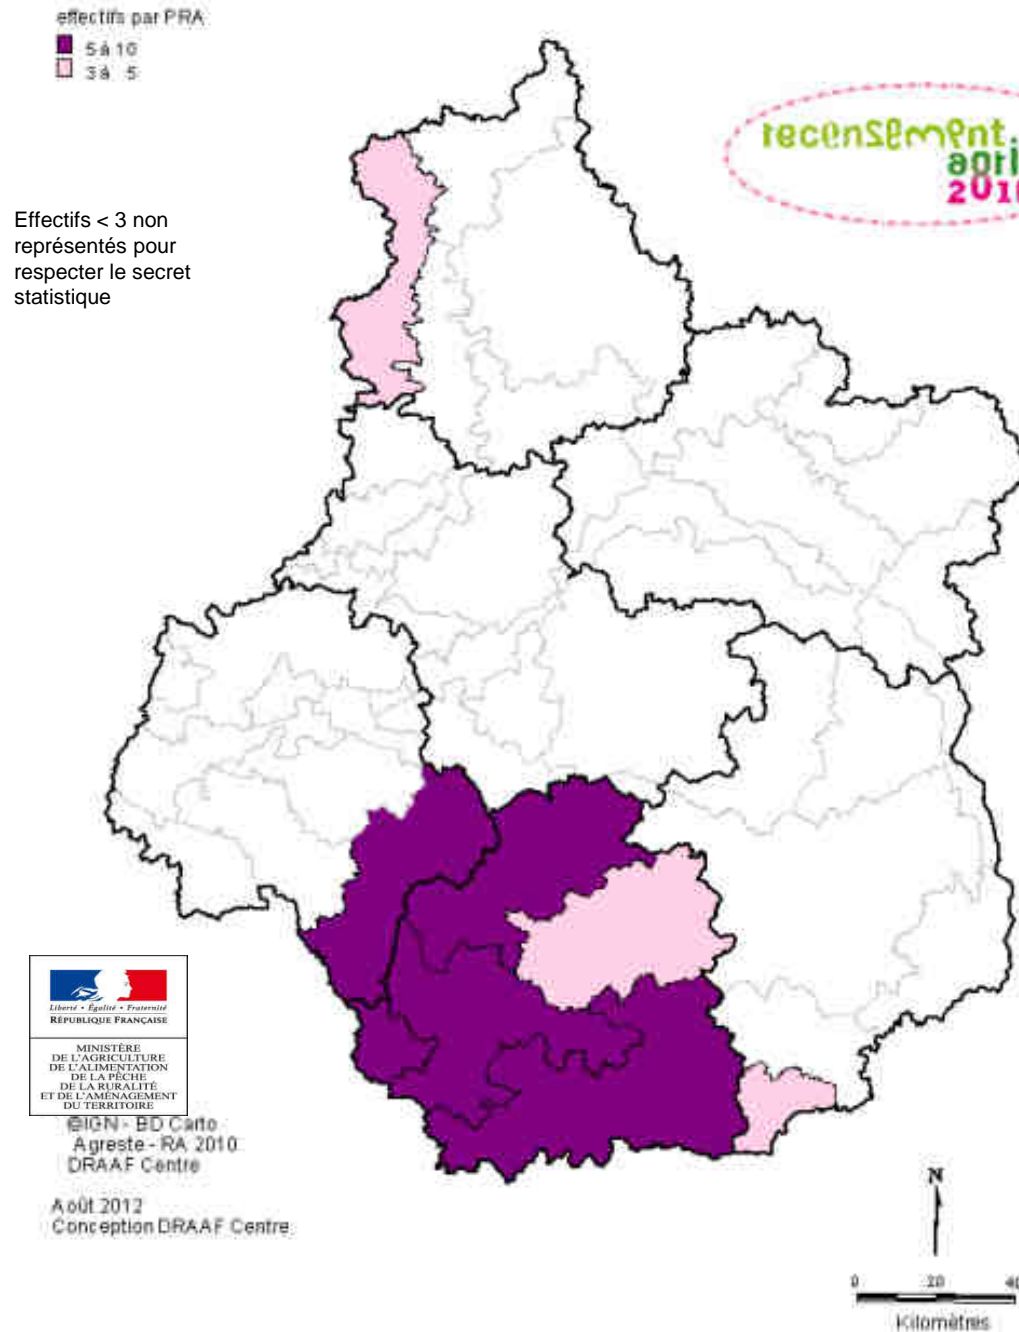 effectifs par PRA
5 à 10
3 à 5
recensement
agri
201
Effectifs < 3 non
représentés pour
respecter le secret
statistique
Liberté • Égalité • Fraternité
RÉPUBLIQUE FRANÇAISE
MINISTÈRE
DE L'AGRICULTURE
DE L'ALIMENTATION
DE LA PÊCHE
DE LA RURALITÉ
ET DE L'AMÉNAGEMENT
DU TERRITOIRE
©IGN - BD Carto
Agreste - RA 2010
DRAAF Centre
Août 2012
Conception DRAAF Centre
N
0 20 40
Kilomètres